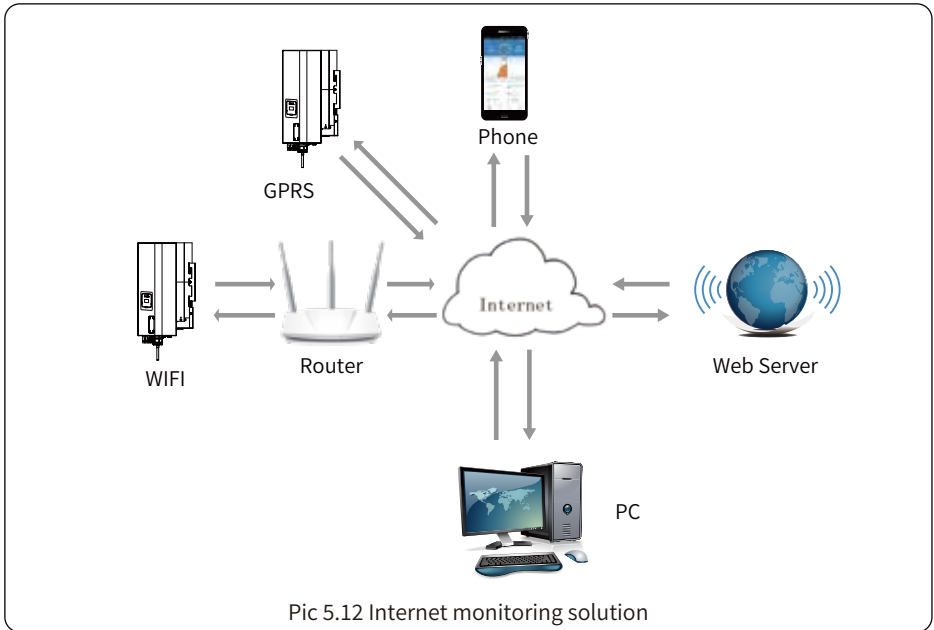 Phone
GPRS
Internet
WIFI
Router
Web Server
PC
Pic 5.12 Internet monitoring solution